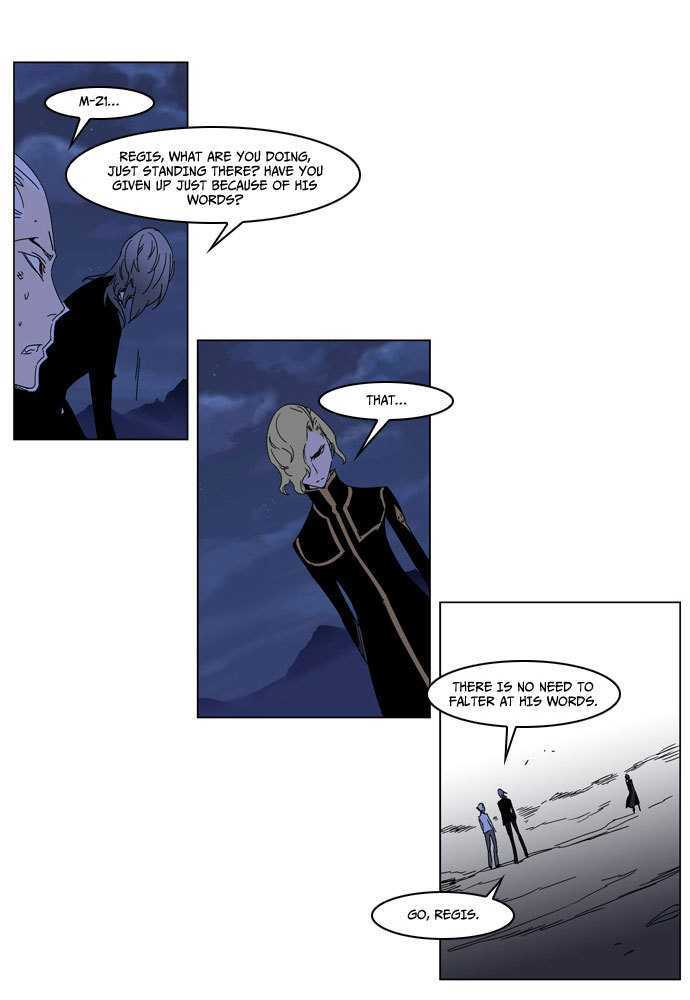 M-21...
REGIS, WHAT ARE YOU DOING,
JUST STANDING THERE? HAVE YOU
GIVEN UP JUST BECAUSE OF HIS
WORDS?
THAT...
THERE IS NO NEED TO
FALTER AT HIS WORDS.
GO, REGIS.